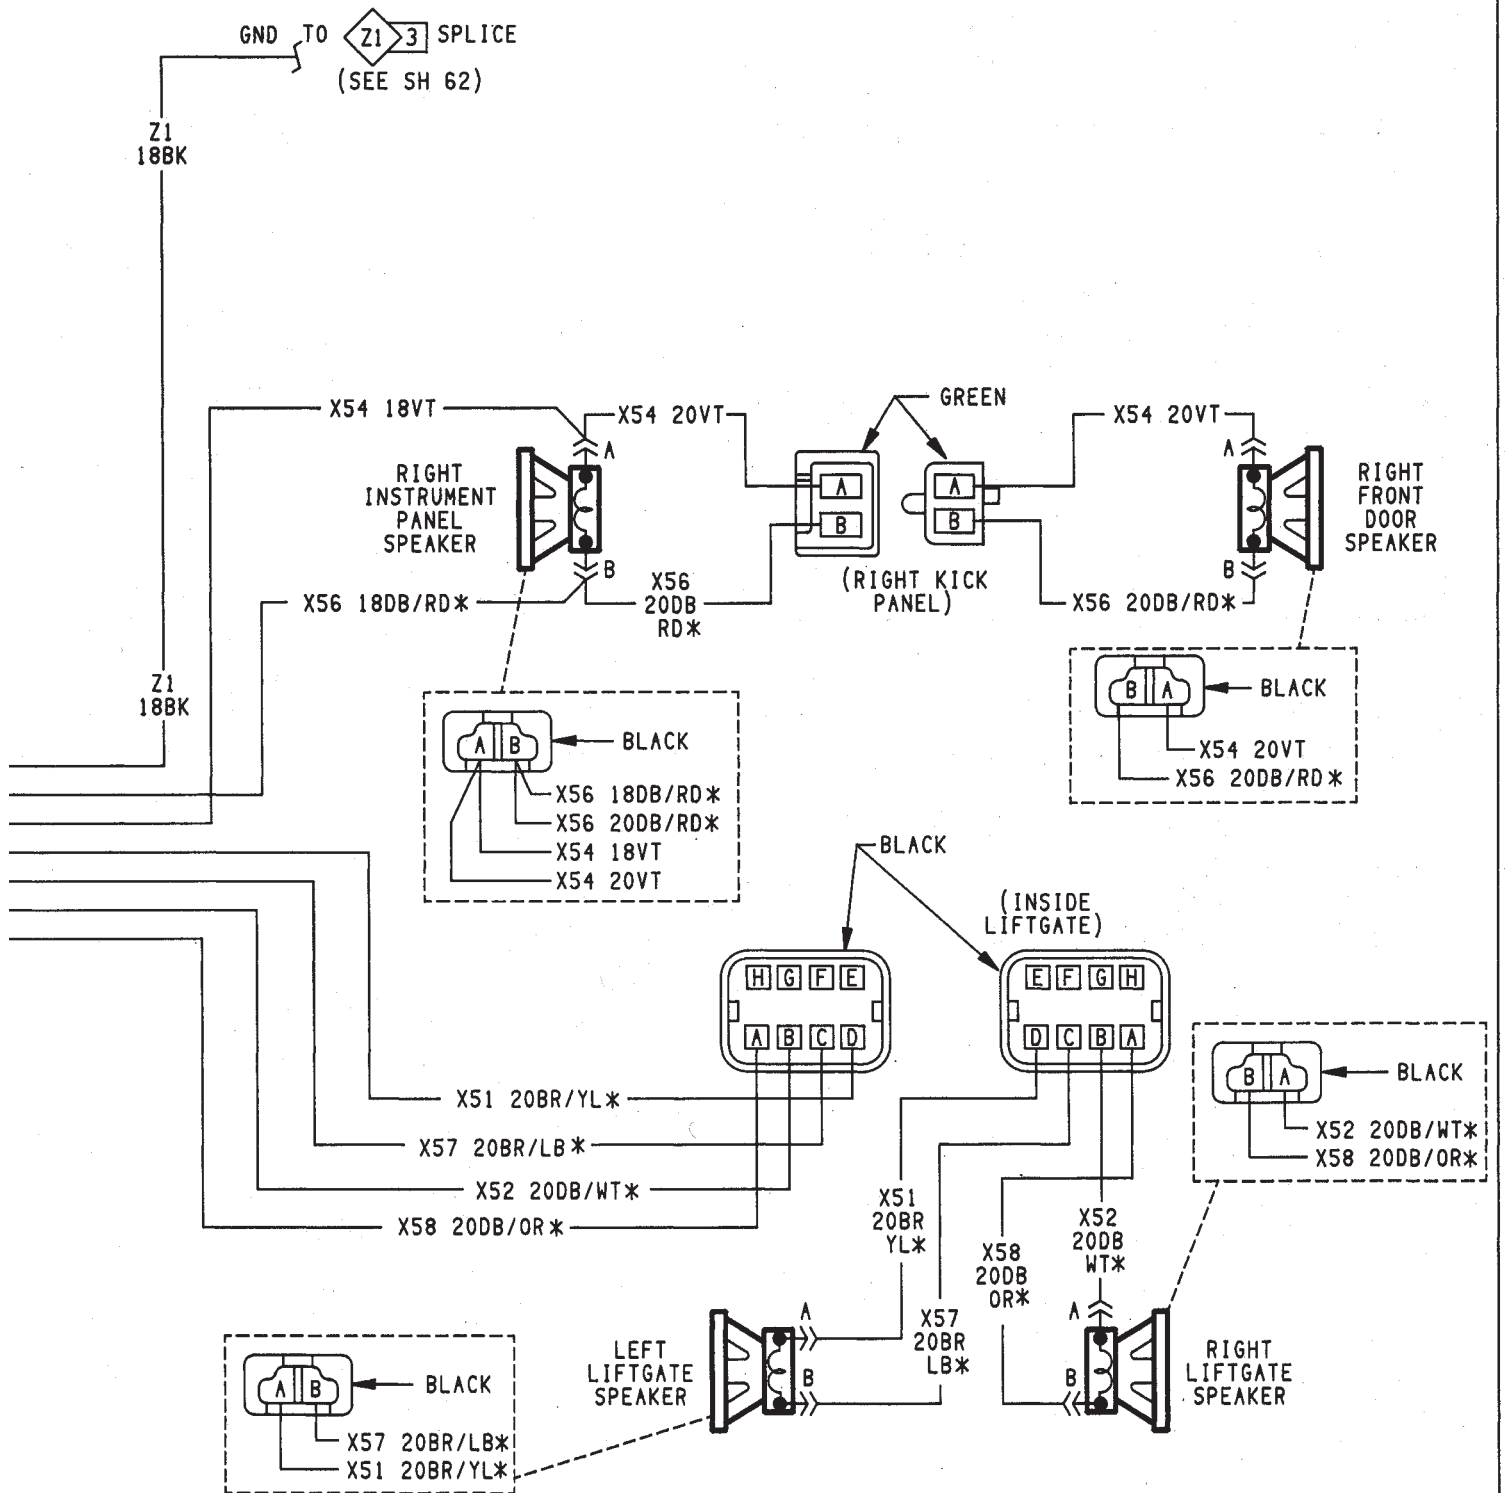 GND TO Z1 3 SPLICE
(SEE SH 62)
Z1
18BK
X54 18VT
X54 20VT
GREEN
X54 20VT
A
A
RIGHT
INSTRUMENT
PANEL
SPEAKER
A
B
A
B
RIGHT
FRONT
DOOR
SPEAKER
B
B
X56 18DB/RD*
X56
20DB
RD*
(RIGHT KICK
PANEL)
X56 20DB/RD*
Z1
18BK
B A
BLACK
X54 20VT
X56 20DB/RD*
A B
BLACK
X56 18DB/RD*
X56 20DB/RD*
X54 18VT
X54 20VT
BLACK
(INSIDE
LIFTGATE)
H G F E
A B C D
E F G H
D C B A
B A
BLACK
X52 20DB/WT*
X58 20DB/OR*
X51 20BR/YL*
X57 20BR/LB*
X52 20DB/WT*
X58 20DB/OR*
X51
20BR
YL*
X57
20BR
LB*
X58
20DB
OR*
X52
20DB
WT*
LEFT
LIFTGATE
SPEAKER
A
B
A
B
RIGHT
LIFTGATE
SPEAKER
A B
BLACK
X57 20BR/LB*
X51 20BR/YL*